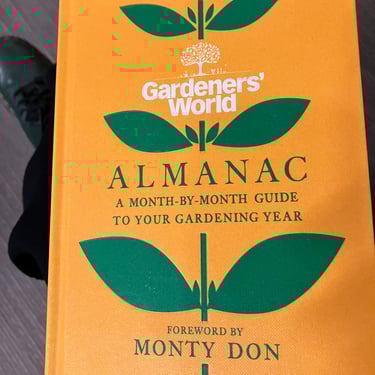 Gardeners'
World
ALMANAC
A MONTH-BY-MONTH GUIDE
TO YOUR GARDENING YEAR
FOREWORD BY
MONTY DON